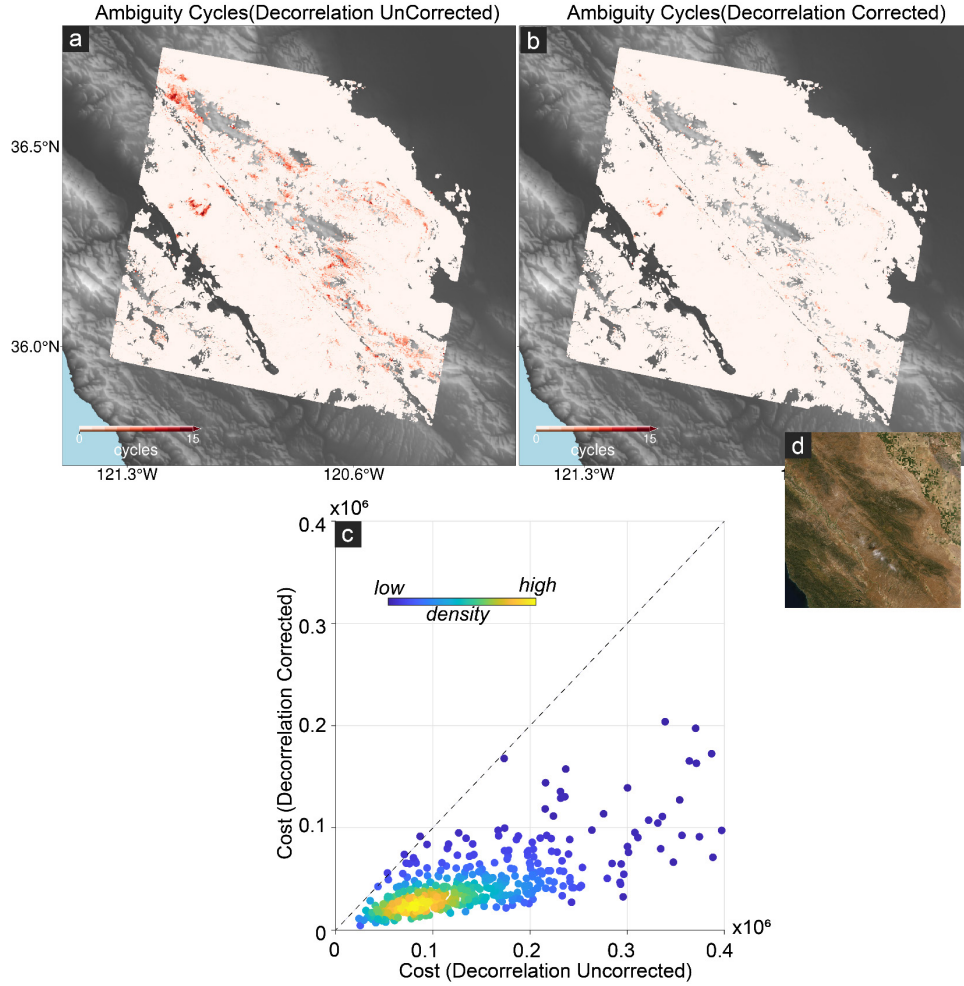 Ambiguity Cycles(Decorrelation UnCorrected)
Ambiguity Cycles(Decorrelation Corrected)
a
b
36.5°N
36.0°N
0
15
cycles
0
15
cycles
121.3°W
120.6°W
121.3°W
1
d
x10⁶
0.4
c
low
high
density
0.3
0.2
0.1
0
Cost (Decorrelation Corrected)
x10⁶
0
0.1
0.2
0.3
0.4
Cost (Decorrelation Uncorrected)